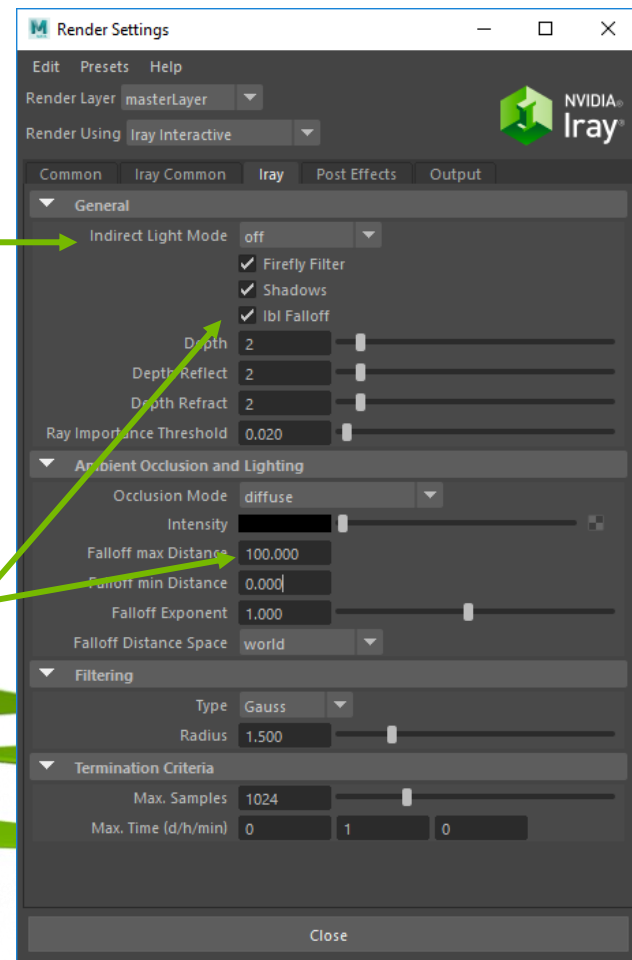 Render Settings
Edit Presets Help
Render Layer masterLayer
Render Using Iray Interactive
NVIDIA®
Iray®
Common Iray Common Iray Post Effects Output
General
Indirect Light Mode off
Firefly Filter
Shadows
Ibl Falloff
Depth 2
Depth Reflect 2
Depth Refract 2
Ray Importance Threshold 0.020
Ambient Occlusion and Lighting
Occlusion Mode diffuse
Intensity
Falloff max Distance 100.000
Falloff min Distance 0.000
Falloff Exponent 1.000
Falloff Distance Space world
Filtering
Type Gauss
Radius 1.500
Termination Criteria
Max. Samples 1024
Max. Time (d/h/min) 0 1 0
Close